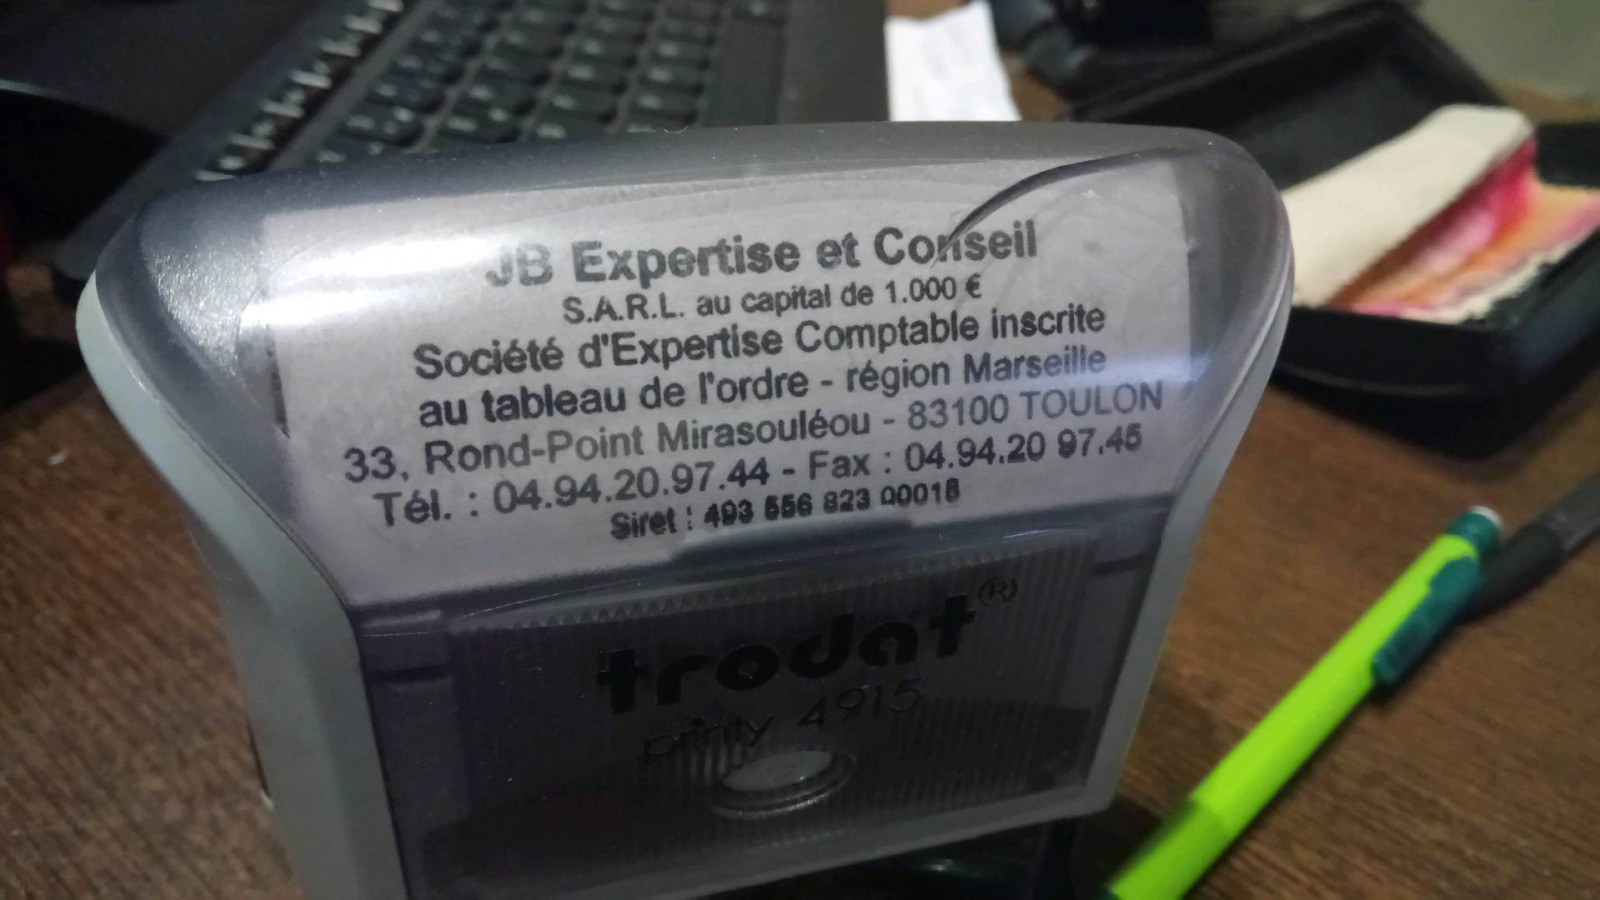 JB Expertise et Conseil
S.A.R.L. au capital de 1.000 €
Société d'Expertise Comptable inscrite
au tableau de l'ordre - région Marseille
33, Rond-Point Mirasouléou - 83100 TOULON
Tél. : 04.94.20.97.44 - Fax : 04.94.20 97.45
Siret : 493 556 823 00018
trodat®
printy 4915